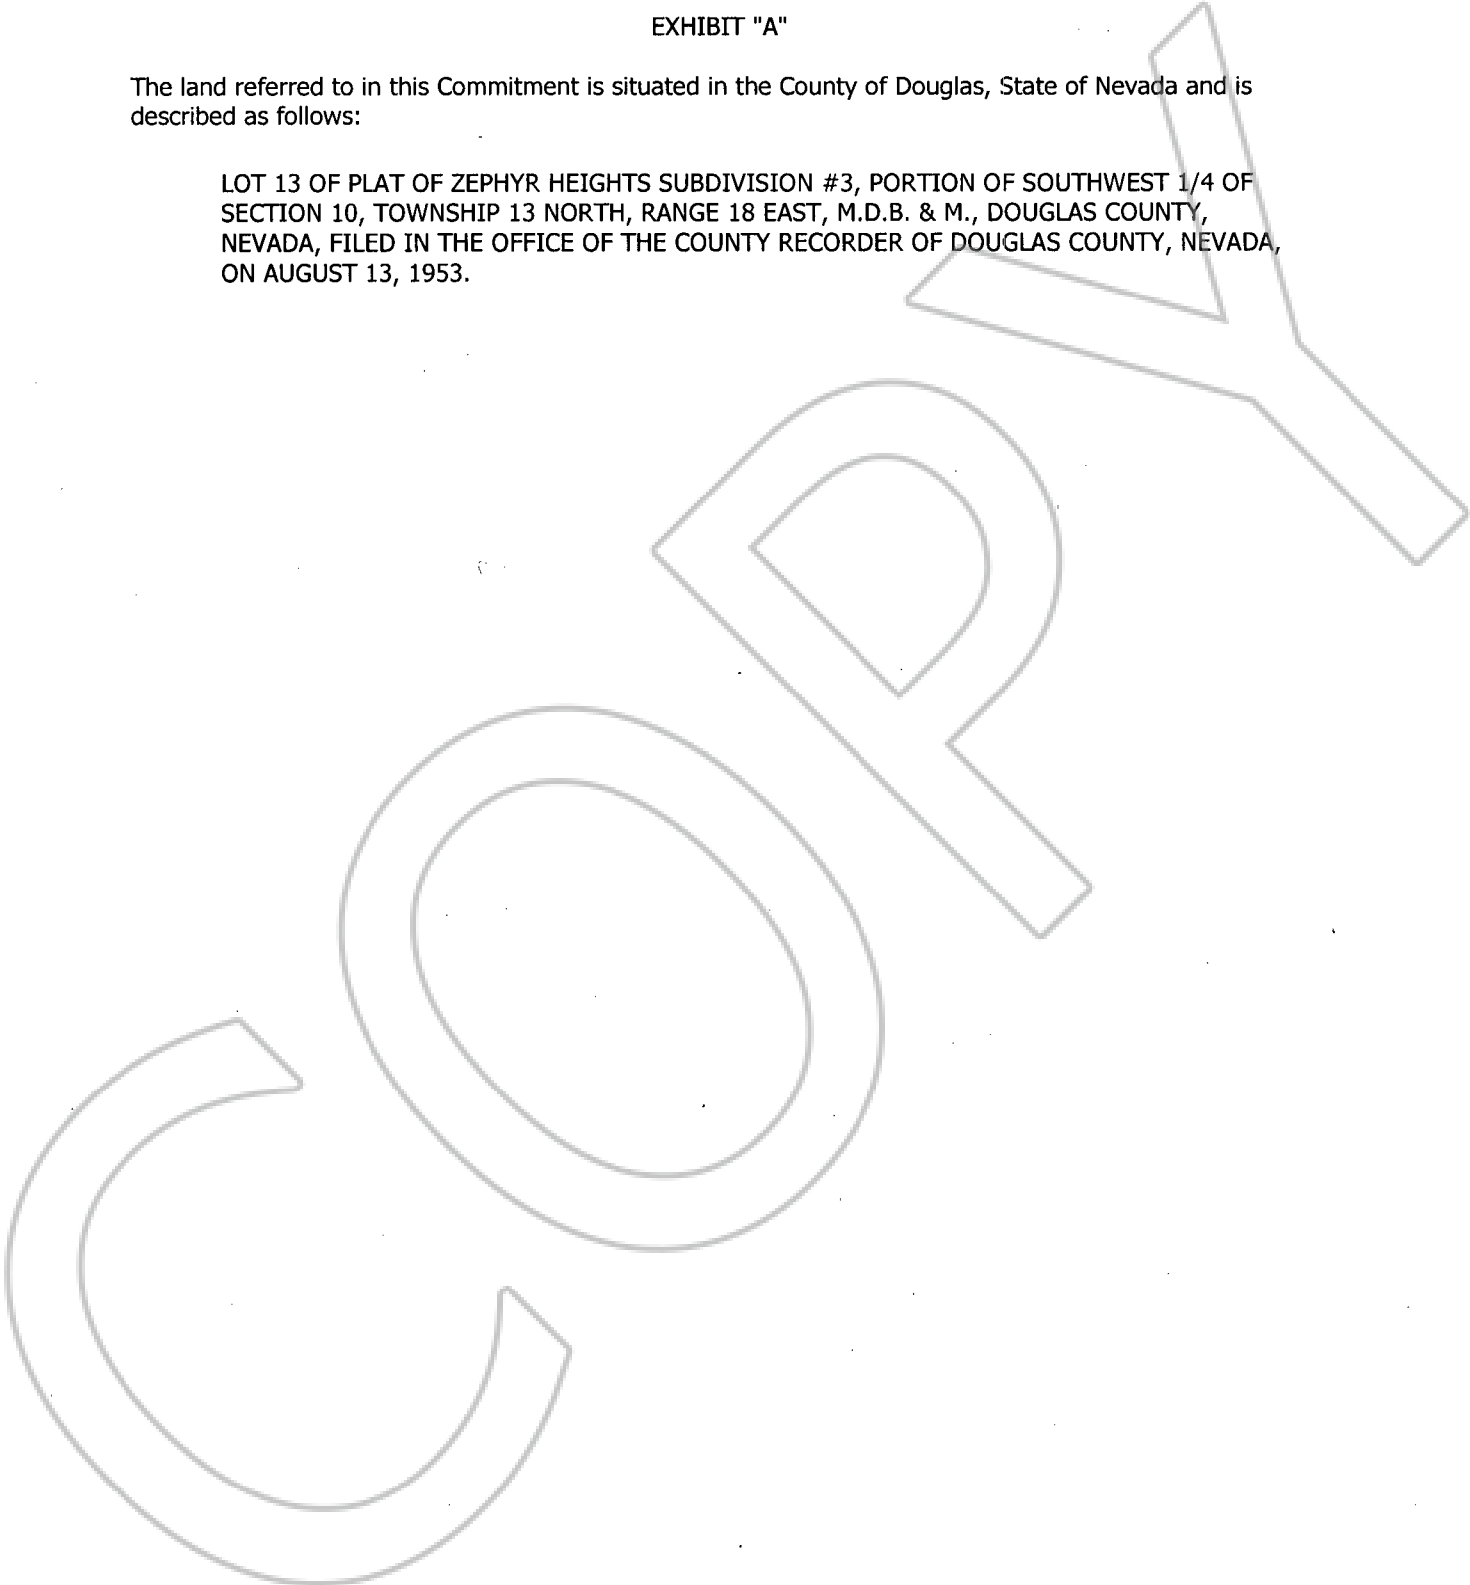 EXHIBIT "A"
The land referred to in this Commitment is situated in the County of Douglas, State of Nevada and is
described as follows:
LOT 13 OF PLAT OF ZEPHYR HEIGHTS SUBDIVISION #3, PORTION OF SOUTHWEST 1/4 OF
SECTION 10, TOWNSHIP 13 NORTH, RANGE 18 EAST, M.D.B. & M., DOUGLAS COUNTY,
NEVADA, FILED IN THE OFFICE OF THE COUNTY RECORDER OF DOUGLAS COUNTY, NEVADA,
ON AUGUST 13, 1953.
COPY